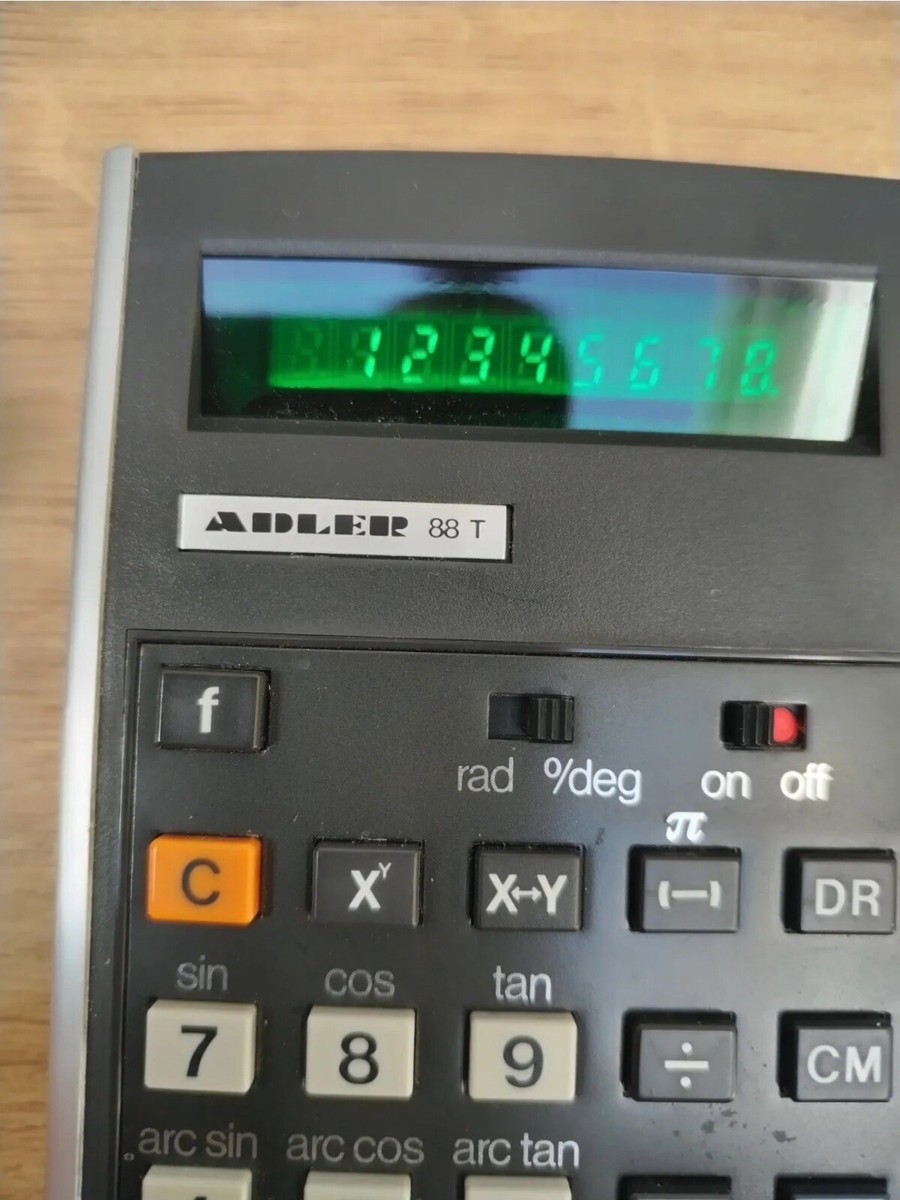 12345678.
ADLER 88 T
f
rad %deg on off
π
C Xʸ X↔Y (—) DR
sin cos tan
7 8 9 ÷ CM
arc sin arc cos arc tan